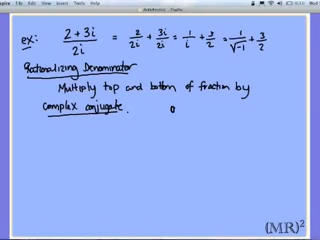 ex: (2 + 3i)/(2i) = 2/(2i) + (3i)/(2i) = 1/i + 3/2 = 1/√-1 + 3/2
Rationalizing Denominator
Multiply top and bottom of fraction by
complex conjugate.
(MR)²